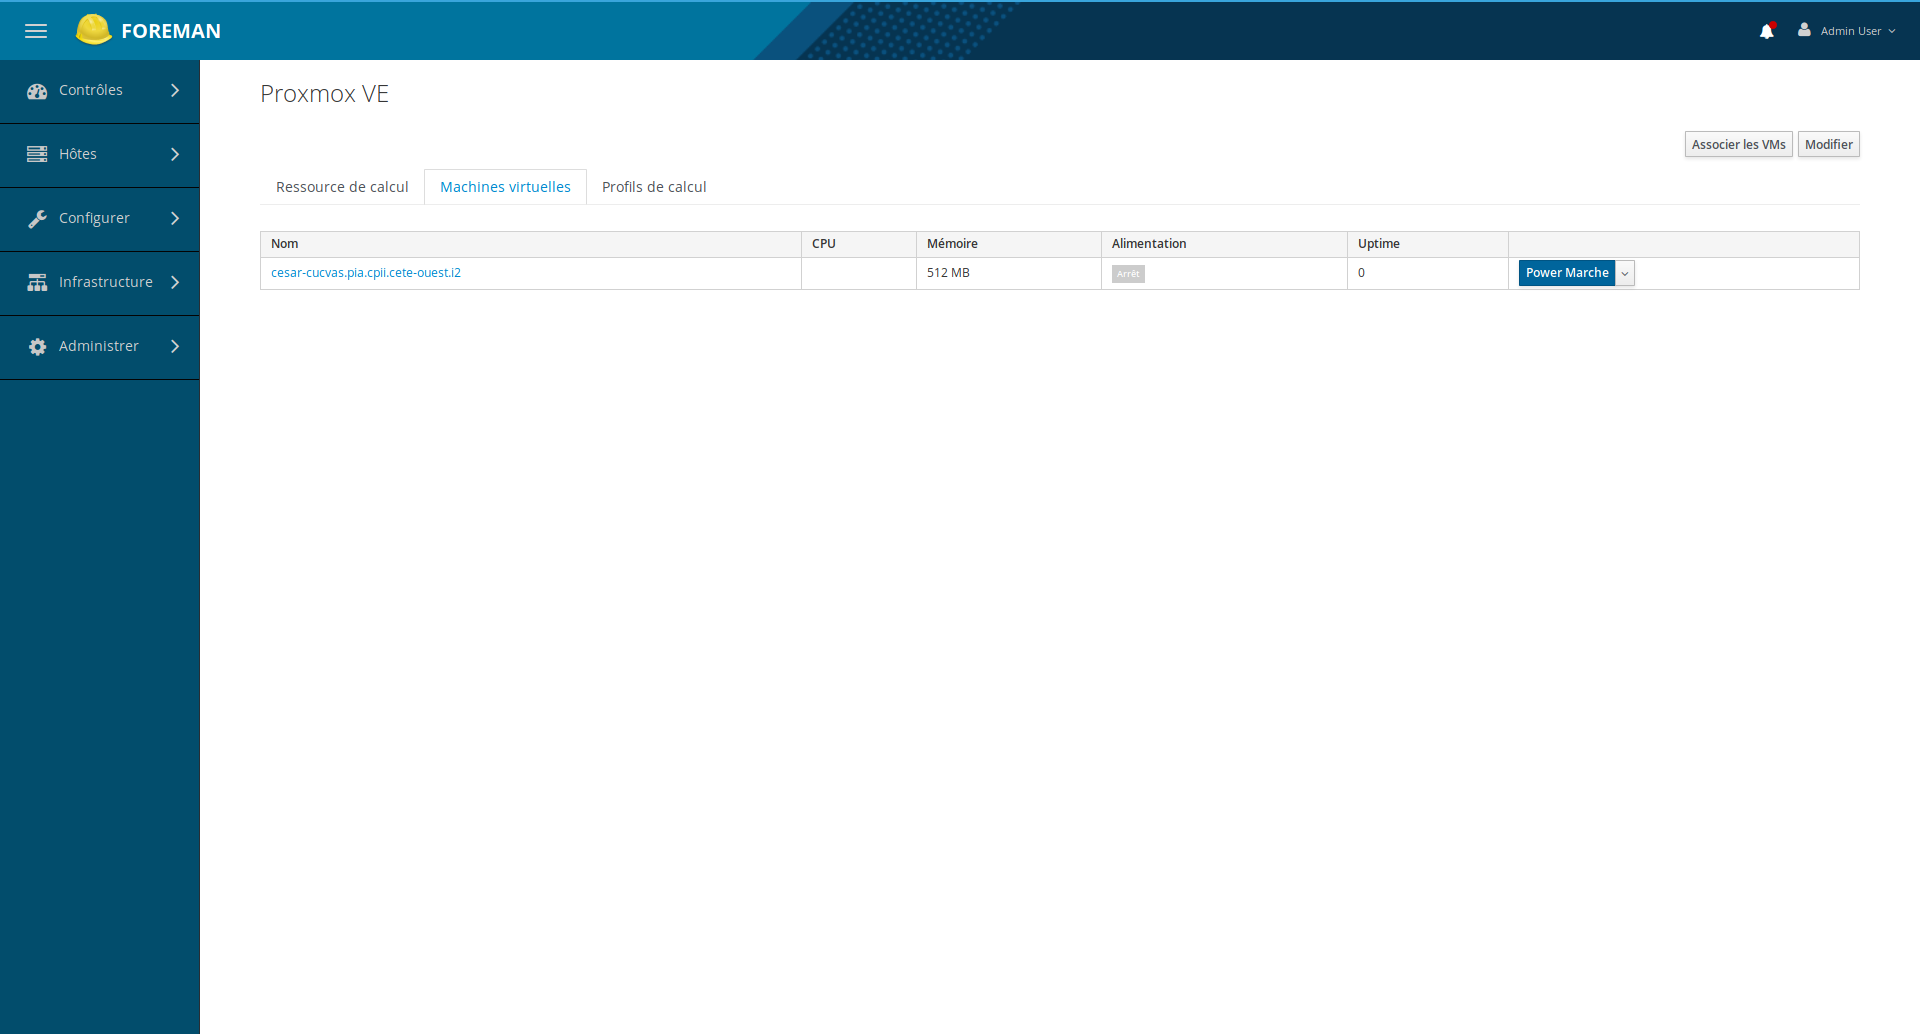 FOREMAN
Admin User
Contrôles
Hôtes
Configurer
Infrastructure
Administrer
Proxmox VE
Associer les VMs Modifier
Ressource de calcul Machines virtuelles Profils de calcul
Nom CPU Mémoire Alimentation Uptime
cesar-cucvas.pia.cpii.cete-ouest.i2 512 MB Arrêt 0 Power Marche